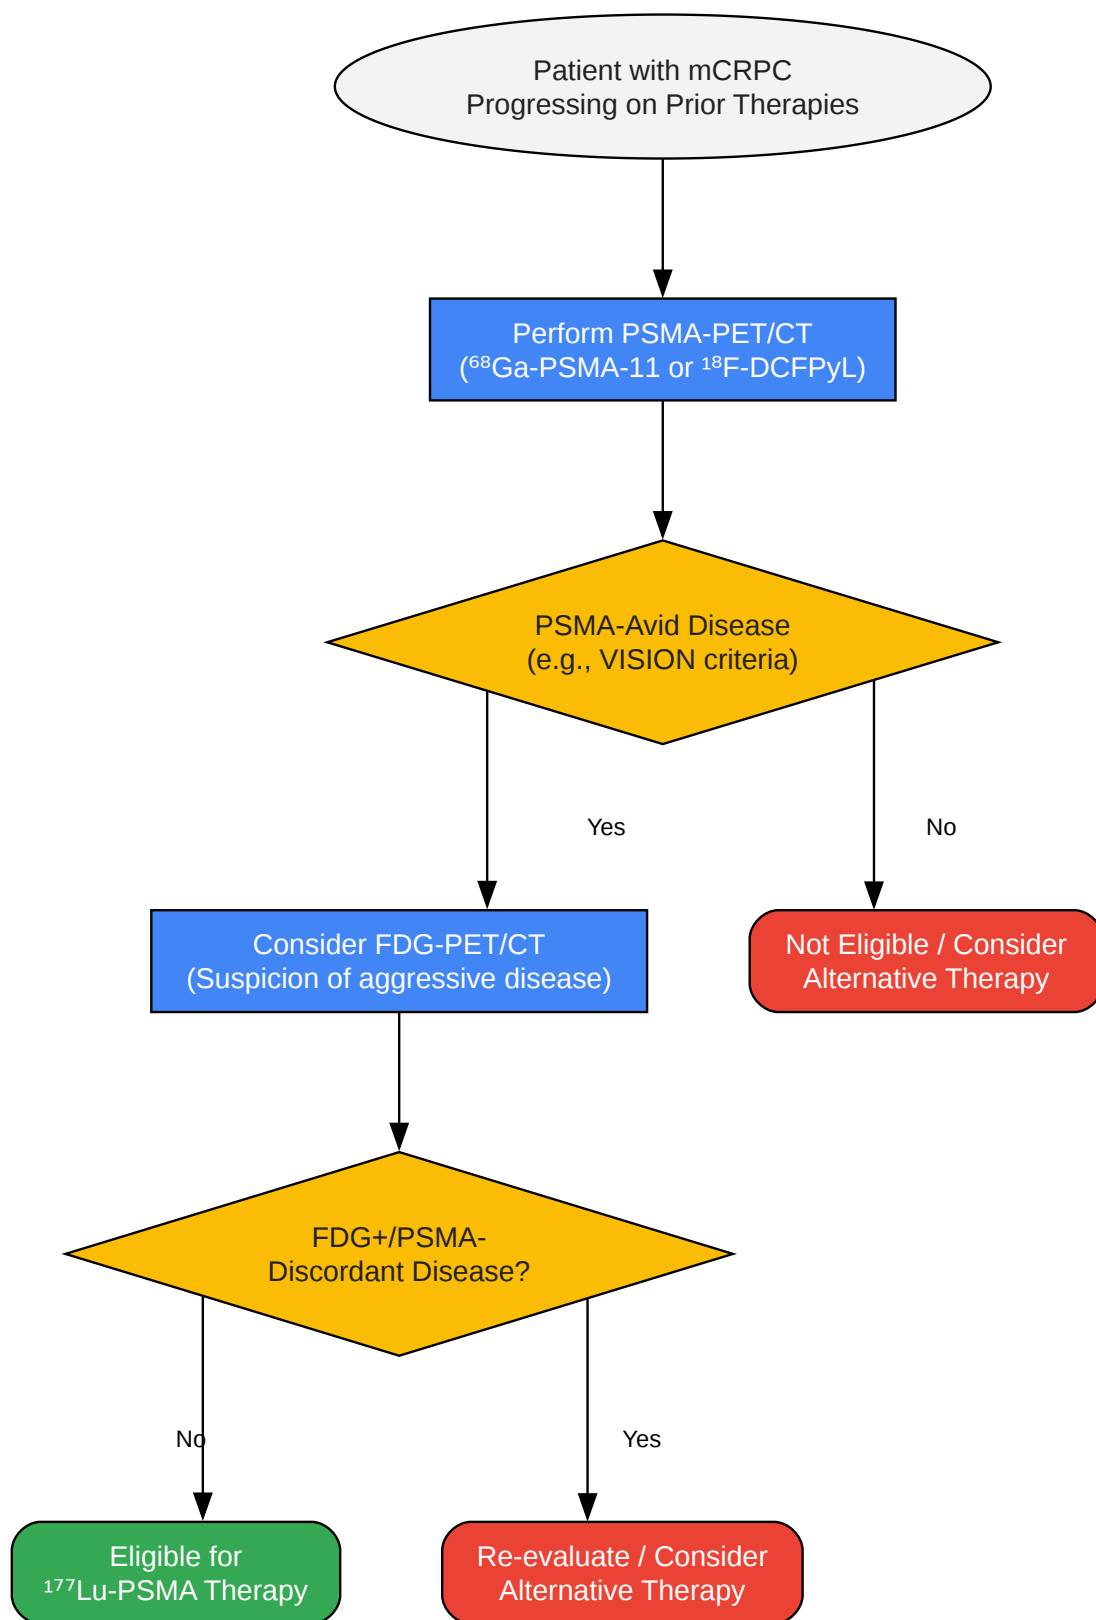 Patient with mCRPC
Progressing on Prior Therapies
Perform PSMA-PET/CT
(⁶⁸Ga-PSMA-11 or ¹⁸F-DCFPyL)
PSMA-Avid Disease
(e.g., VISION criteria)
Yes
No
Consider FDG-PET/CT
(Suspicion of aggressive disease)
Not Eligible / Consider
Alternative Therapy
FDG+/PSMA-
Discordant Disease?
No
Yes
Eligible for
¹⁷⁷Lu-PSMA Therapy
Re-evaluate / Consider
Alternative Therapy